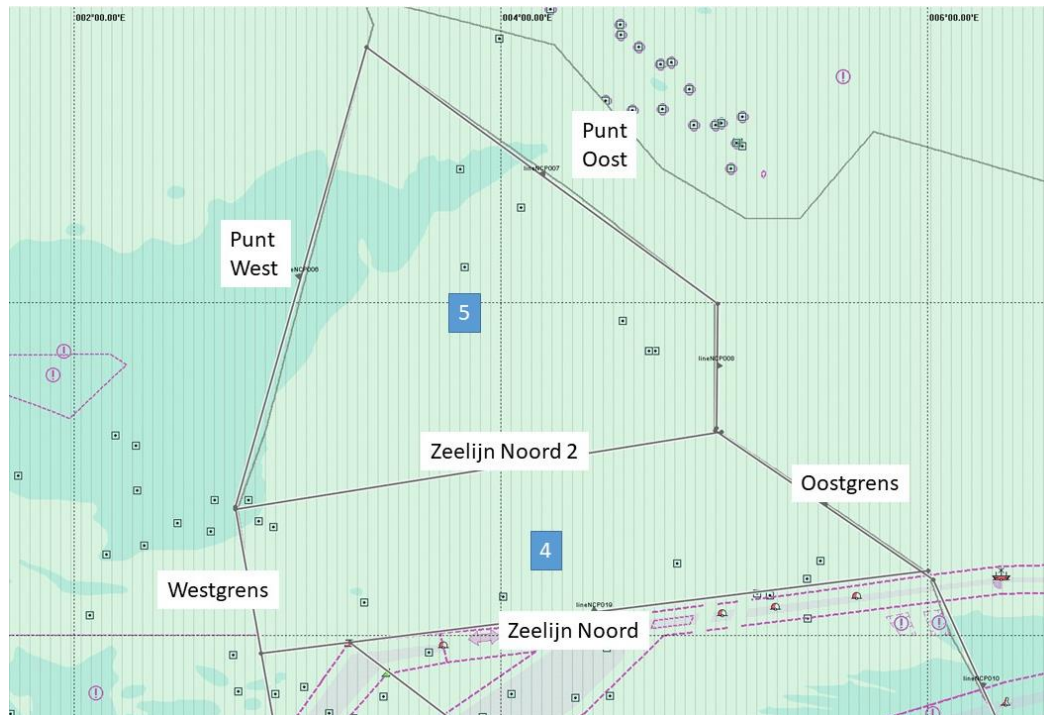 002°00.00'E
004°00.00'E
006°00.00'E
Punt
Oost
lineNCP007
Punt
West
eNCP006
5
lineNCP008
Zeelijn Noord 2
Oostgrens
4
Westgrens
lineNCP019
Zeelijn Noord
lineNCP010